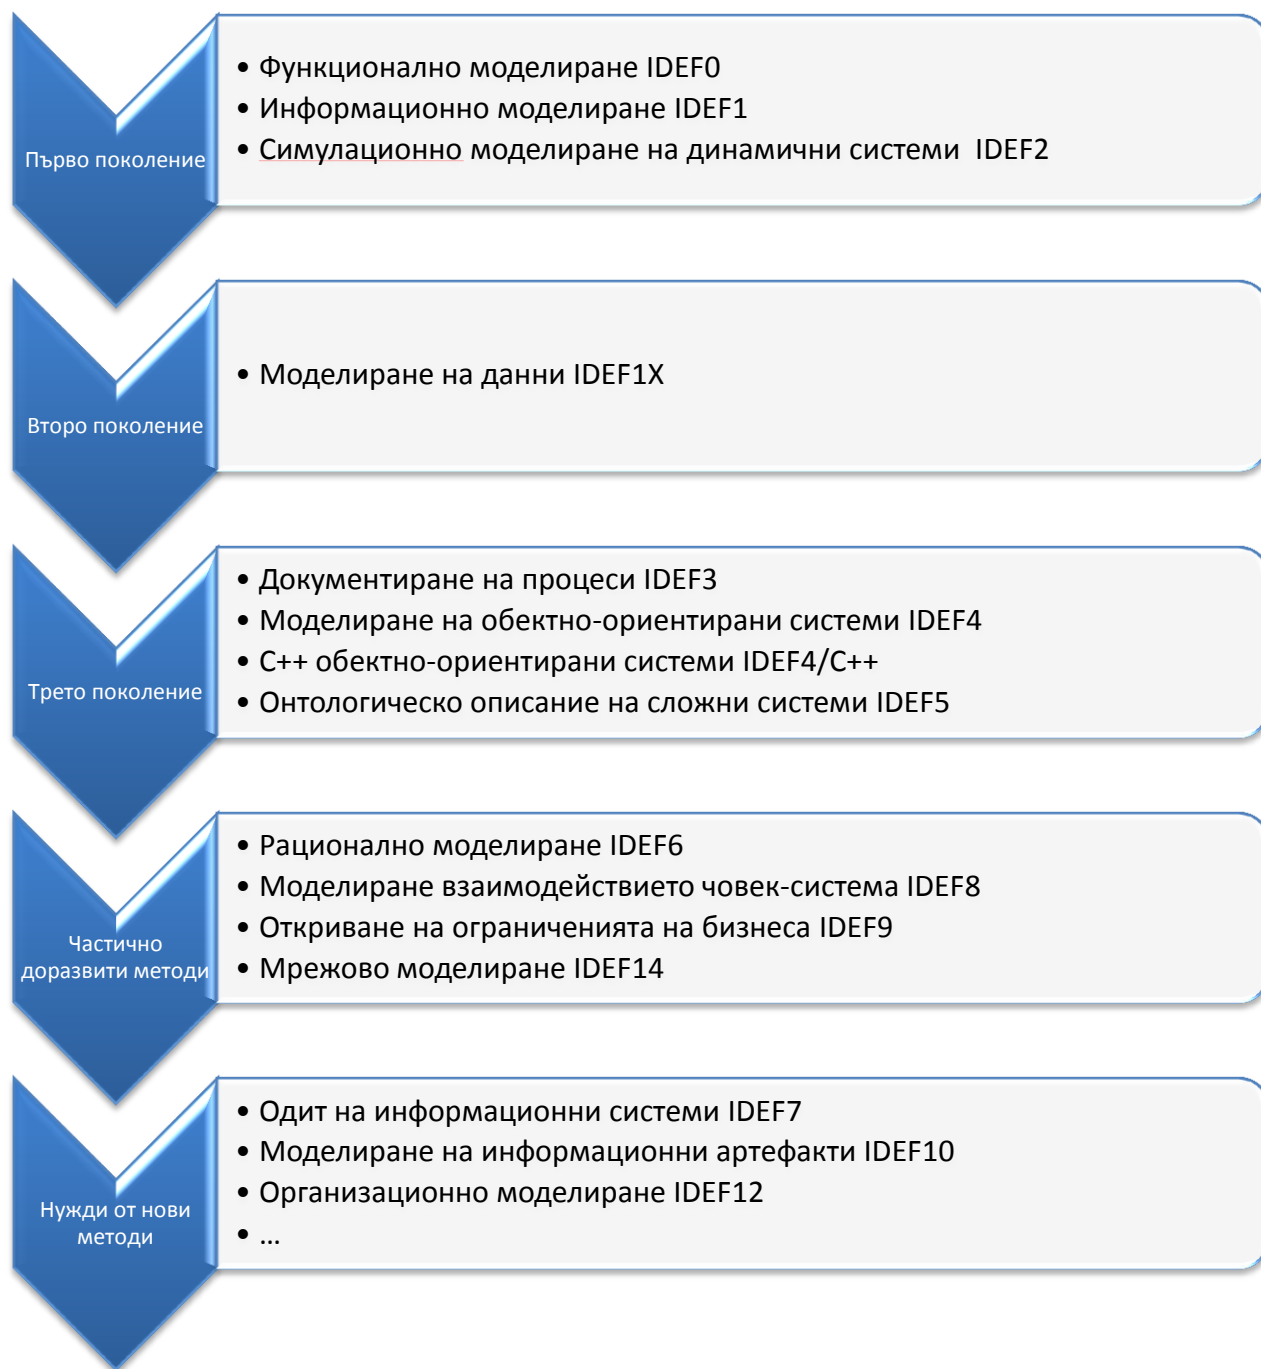 Първо поколение
• Функционално моделиране IDEF0
• Информационно моделиране IDEF1
• Симулационно моделиране на динамични системи  IDEF2
Второ поколение
• Моделиране на данни IDEF1X
Трето поколение
• Документиране на процеси IDEF3
• Моделиране на обектно-ориентирани системи IDEF4
• C++ обектно-ориентирани системи IDEF4/C++
• Онтологическо описание на сложни системи IDEF5
Частично
доразвити методи
• Рационално моделиране IDEF6
• Моделиране взаимодействието човек-система IDEF8
• Откриване на ограниченията на бизнеса IDEF9
• Мрежово моделиране IDEF14
Нужди от нови
методи
• Одит на информационни системи IDEF7
• Моделиране на информационни артефакти IDEF10
• Организационно моделиране IDEF12
• ...